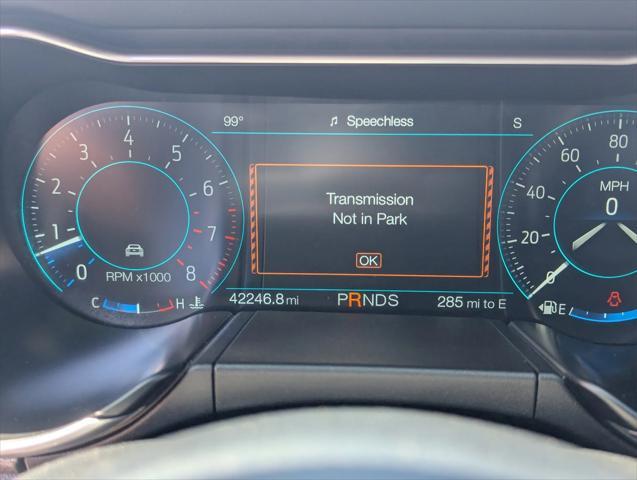 99° ♫ Speechless S
0 1 2 3 4 5 6 7 8
RPM x1000
C H
Transmission
Not in Park
OK
42246.8 mi PRNDS 285 mi to E
0 20 40 60 80
MPH
0
E